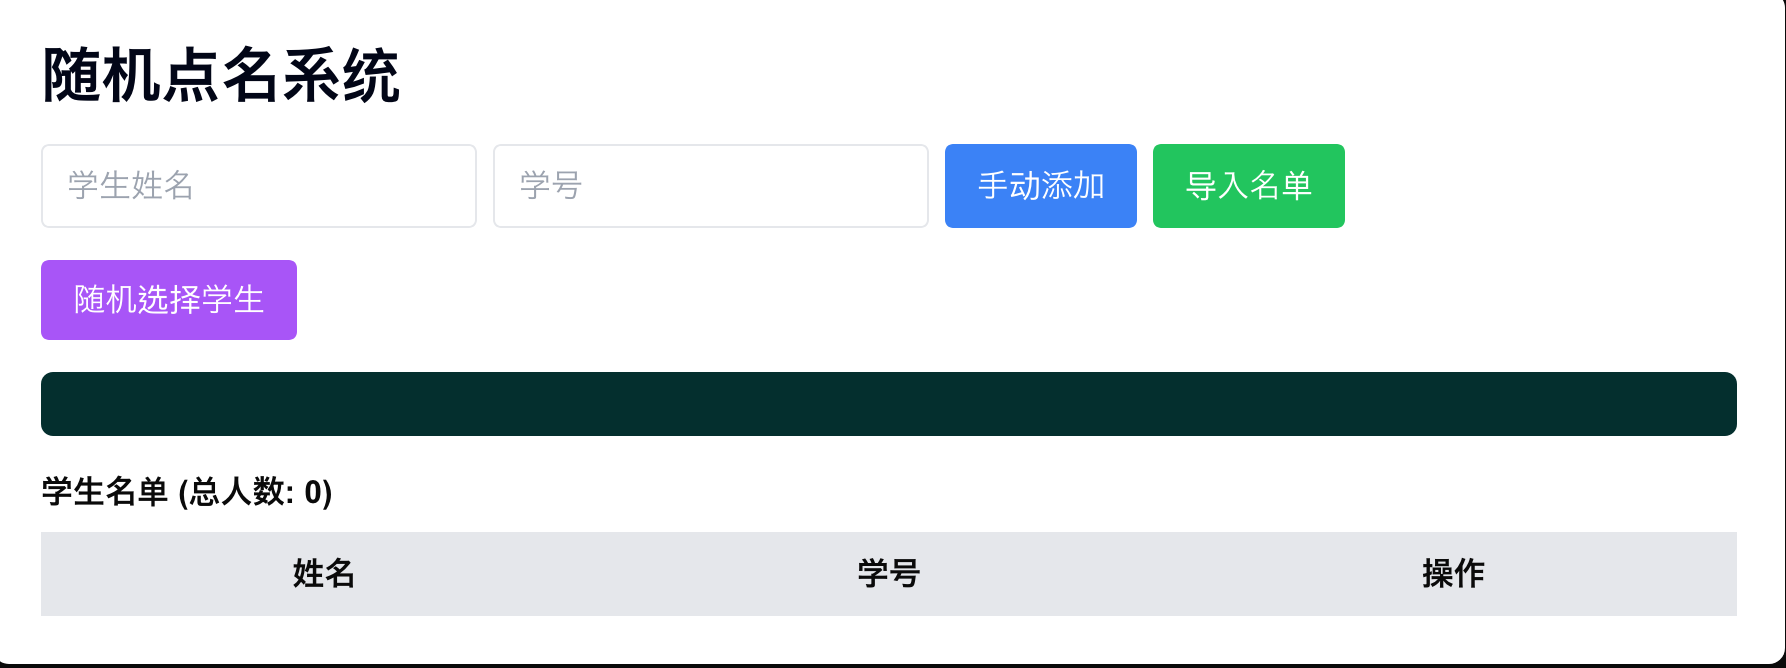 随机点名系统
学生姓名 学号 手动添加 导入名单
随机选择学生
学生名单 (总人数: 0)
姓名 学号 操作